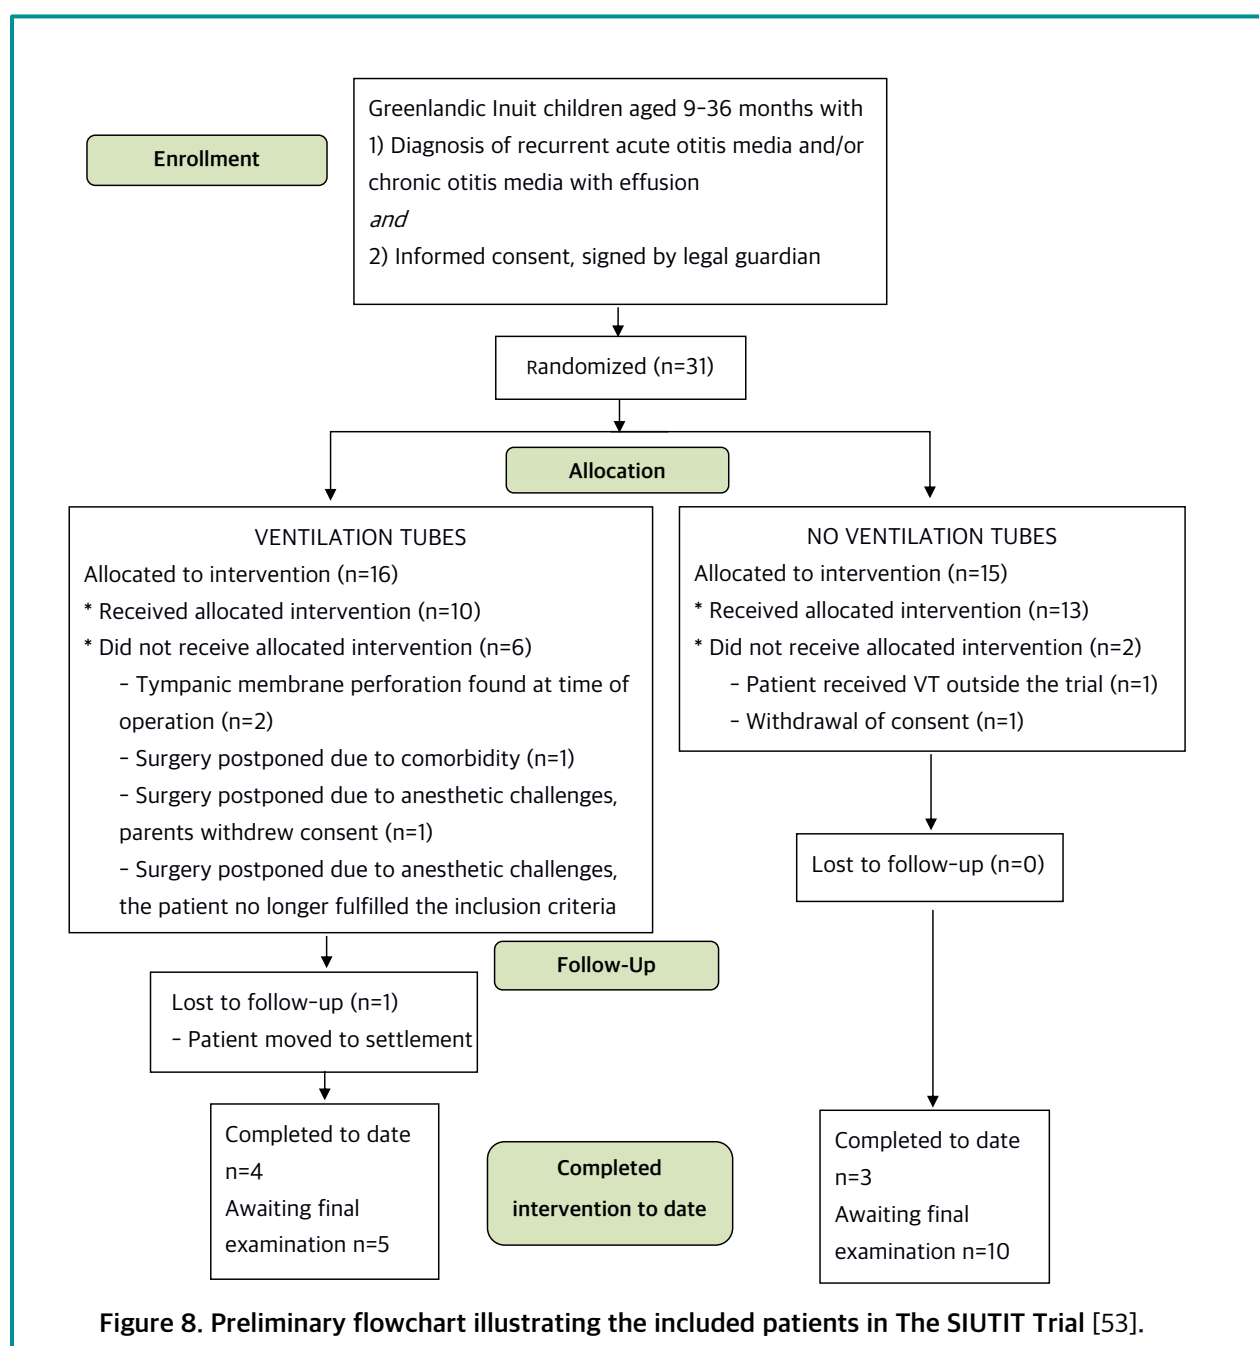 Enrollment
Greenlandic Inuit children aged 9-36 months with
1) Diagnosis of recurrent acute otitis media and/or
chronic otitis media with effusion
and
2) Informed consent, signed by legal guardian
Randomized (n=31)
Allocation
VENTILATION TUBES
Allocated to intervention (n=16)
* Received allocated intervention (n=10)
* Did not receive allocated intervention (n=6)
- Tympanic membrane perforation found at time of
operation (n=2)
- Surgery postponed due to comorbidity (n=1)
- Surgery postponed due to anesthetic challenges,
parents withdrew consent (n=1)
- Surgery postponed due to anesthetic challenges,
the patient no longer fulfilled the inclusion criteria
NO VENTILATION TUBES
Allocated to intervention (n=15)
* Received allocated intervention (n=13)
* Did not receive allocated intervention (n=2)
- Patient received VT outside the trial (n=1)
- Withdrawal of consent (n=1)
Lost to follow-up (n=0)
Follow-Up
Lost to follow-up (n=1)
- Patient moved to settlement
Completed to date
n=4
Awaiting final
examination n=5
Completed
intervention to date
Completed to date
n=3
Awaiting final
examination n=10
Figure 8. Preliminary flowchart illustrating the included patients in The SIUTIT Trial [53].